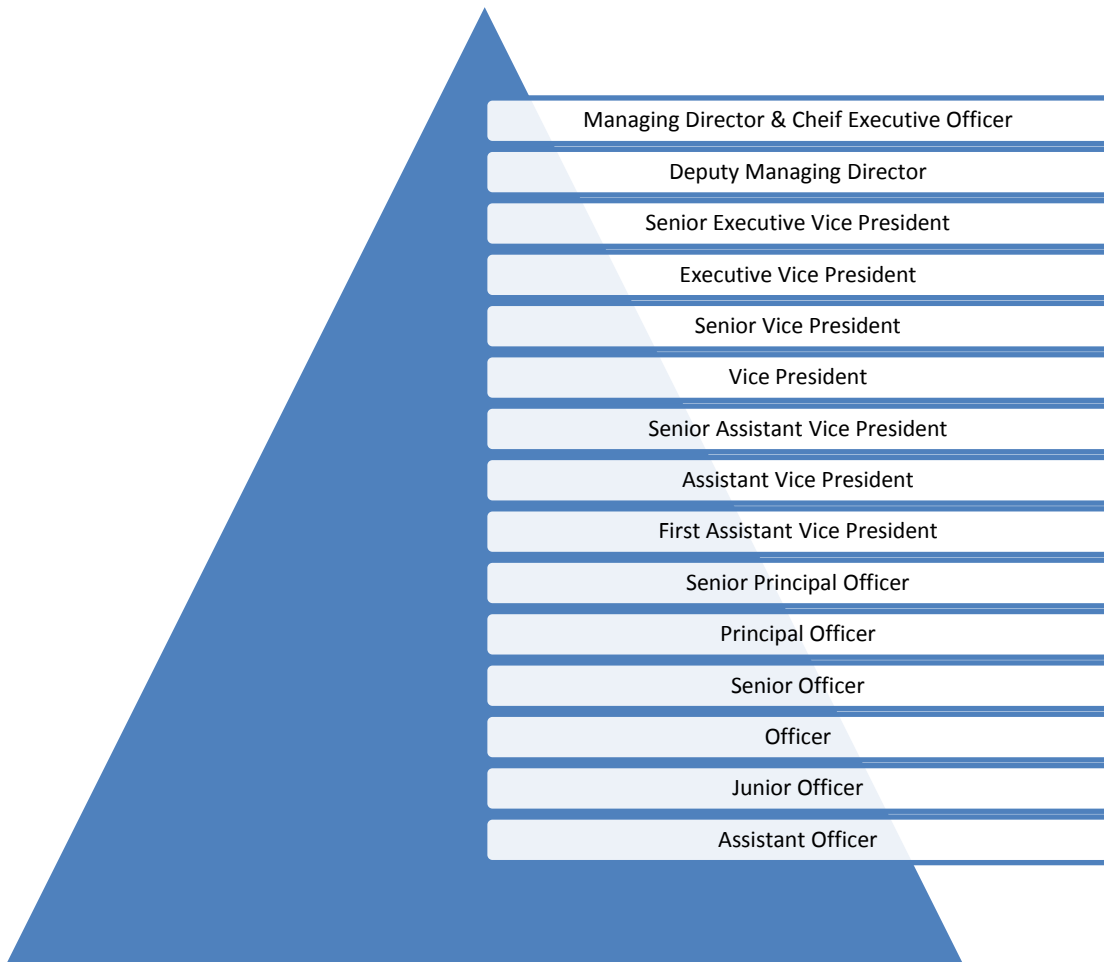 Managing Director & Cheif Executive Officer
Deputy Managing Director
Senior Executive Vice President
Executive Vice President
Senior Vice President
Vice President
Senior Assistant Vice President
Assistant Vice President
First Assistant Vice President
Senior Principal Officer
Principal Officer
Senior Officer
Officer
Junior Officer
Assistant Officer